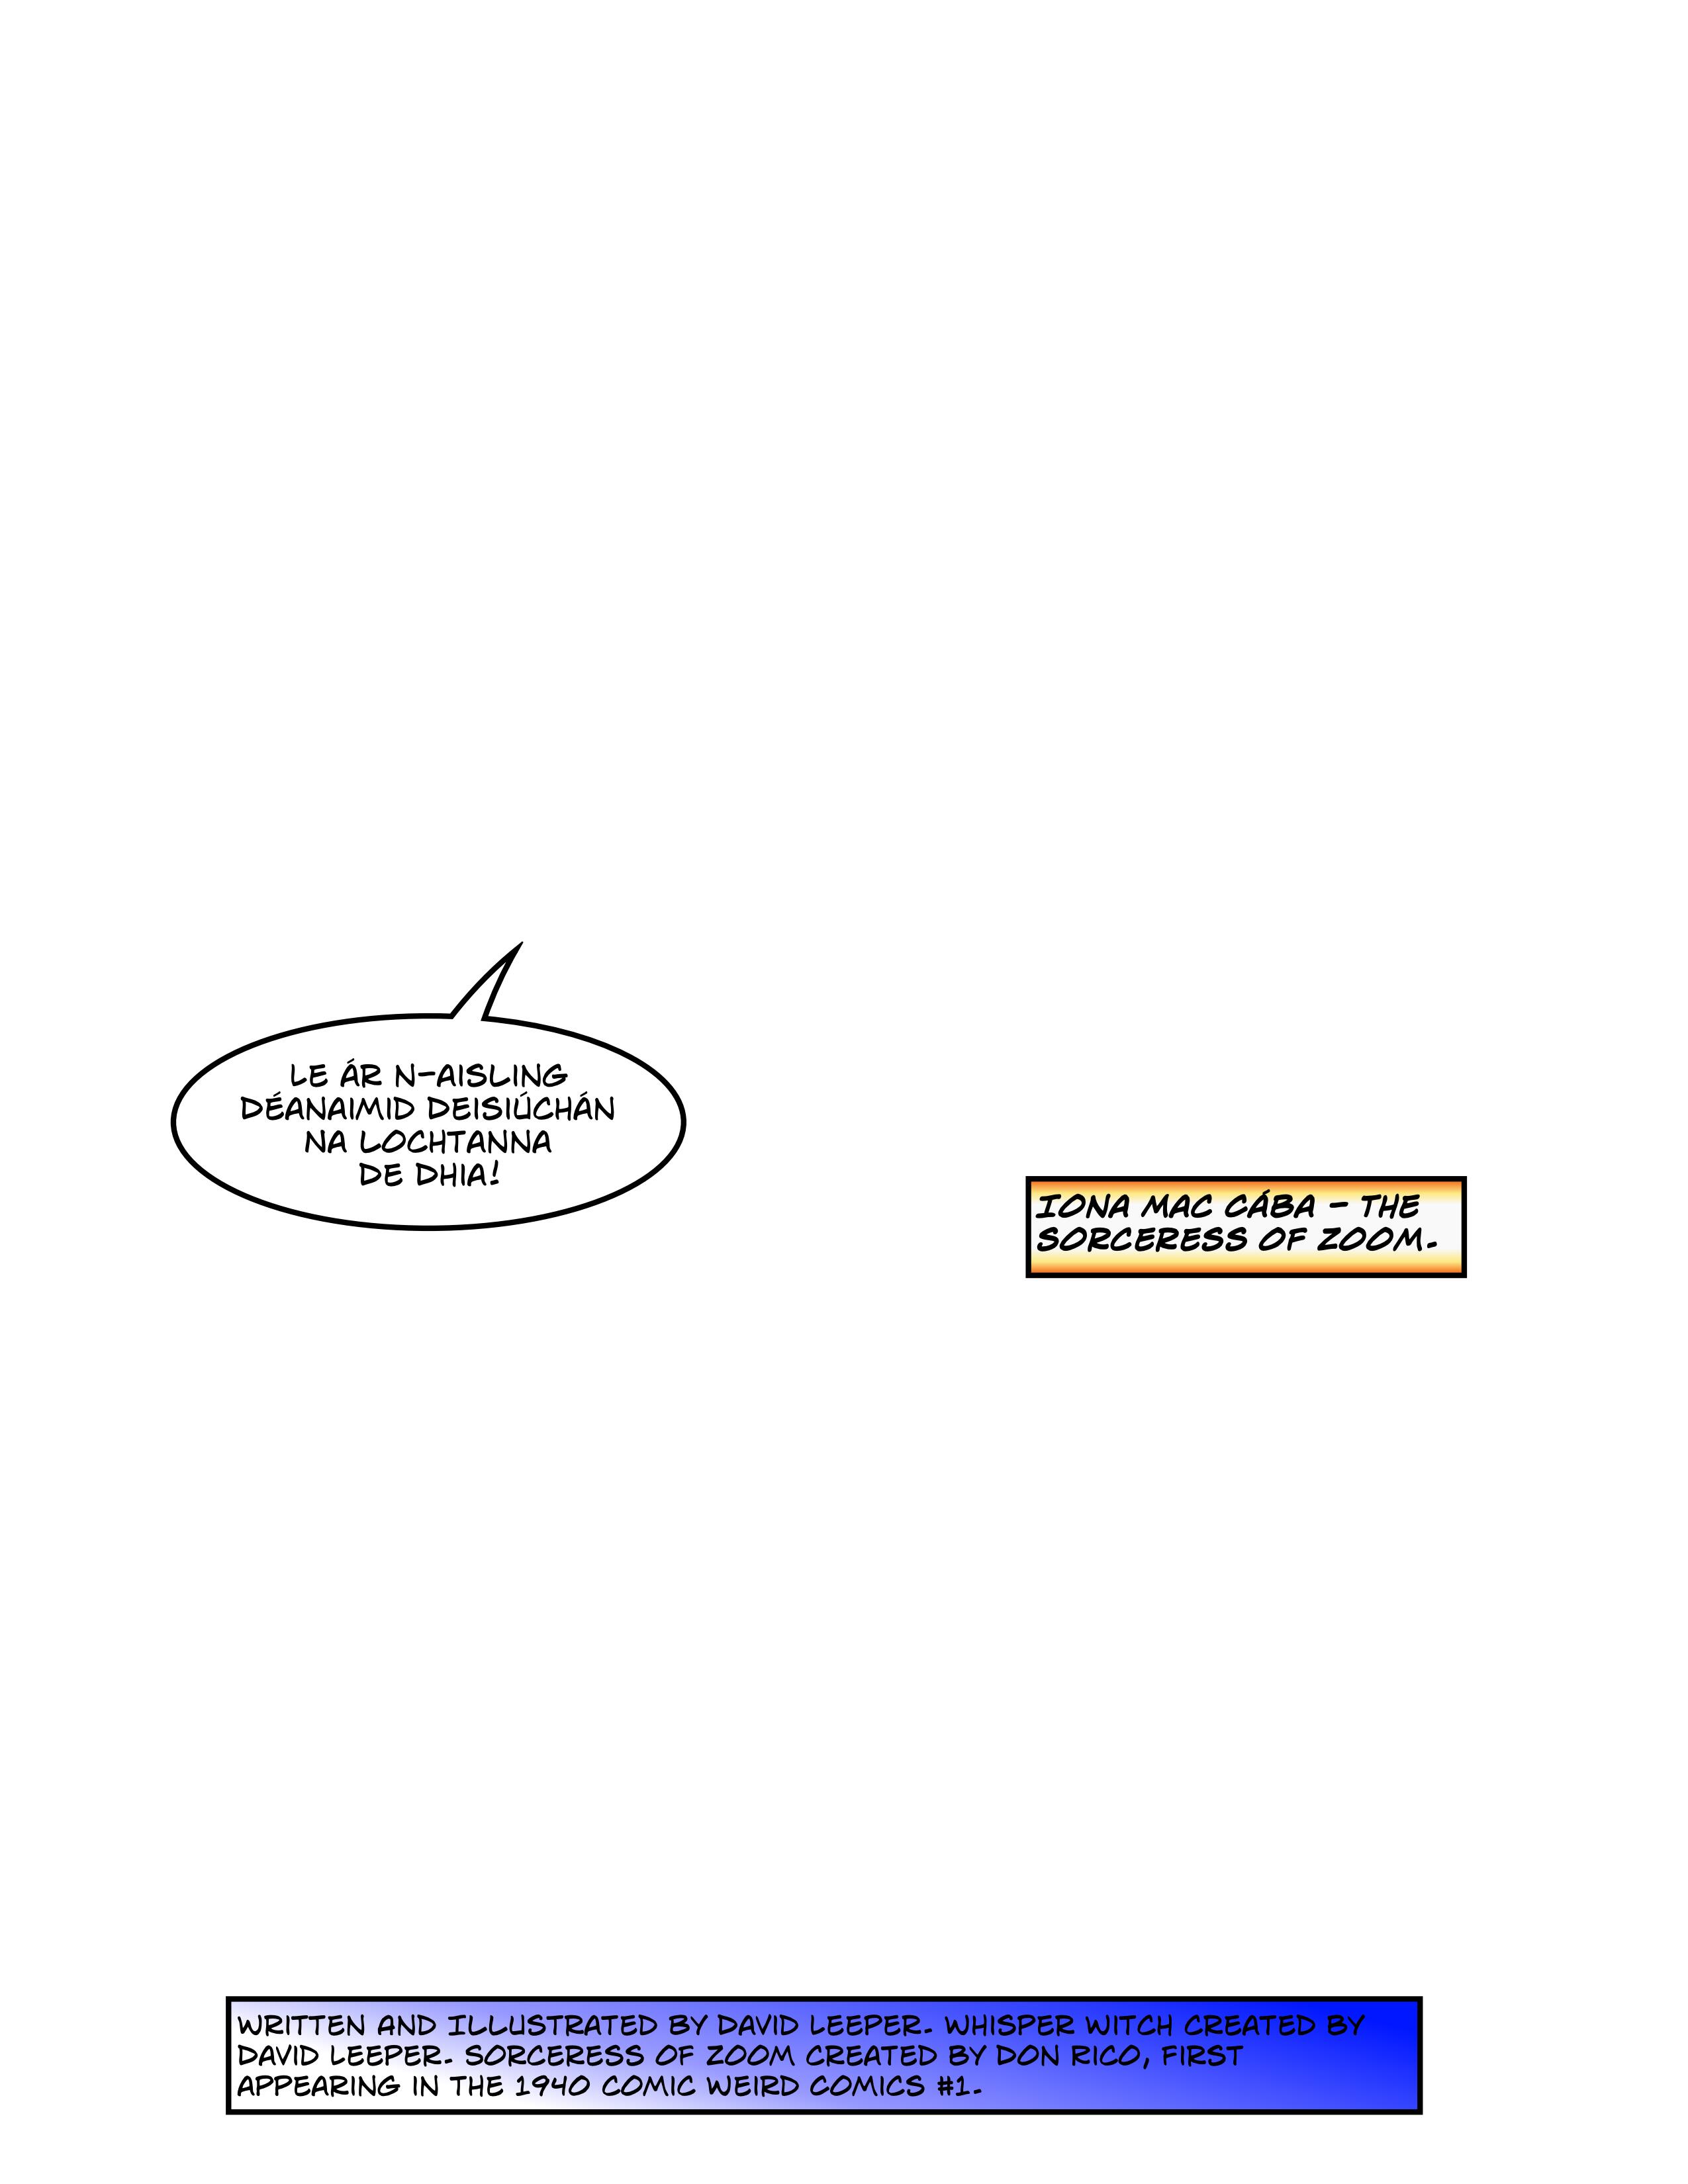 LE ÁR N-AISLING
DÉANAIMID DEISIÚCHÁN
NA LOCHTANNA
DE DHIA!
IONA MAC CÁBA - THE
SORCERESS OF ZOOM.
WRITTEN AND ILLUSTRATED BY DAVID LEEPER. WHISPER WITCH CREATED BY
DAVID LEEPER. SORCERESS OF ZOOM CREATED BY DON RICO, FIRST
APPEARING IN THE 1940 COMIC WEIRD COMICS #1.